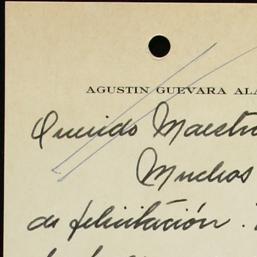 AGUSTIN GUEVARA ALA
Querido Maestro
Muchos
de felicitación.